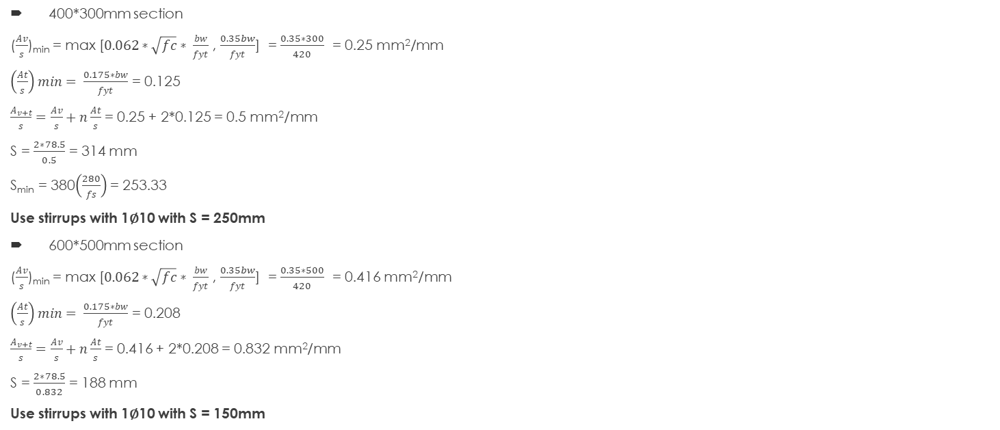 400*300mm section
(Av/s)min = max [0.062 * √fc * bw/fyt , 0.35bw/fyt] = 0.35*300/420 = 0.25 mm²/mm
(At/s) min = 0.175*bw/fyt = 0.125
Av+t/s = Av/s + n At/s = 0.25 + 2*0.125 = 0.5 mm²/mm
S = 2*78.5/0.5 = 314 mm
Smin = 380(280/fs) = 253.33
Use stirrups with 1Ø10 with S = 250mm
600*500mm section
(Av/s)min = max [0.062 * √fc * bw/fyt , 0.35bw/fyt] = 0.35*500/420 = 0.416 mm²/mm
(At/s) min = 0.175*bw/fyt = 0.208
Av+t/s = Av/s + n At/s = 0.416 + 2*0.208 = 0.832 mm²/mm
S = 2*78.5/0.832 = 188 mm
Use stirrups with 1Ø10 with S = 150mm